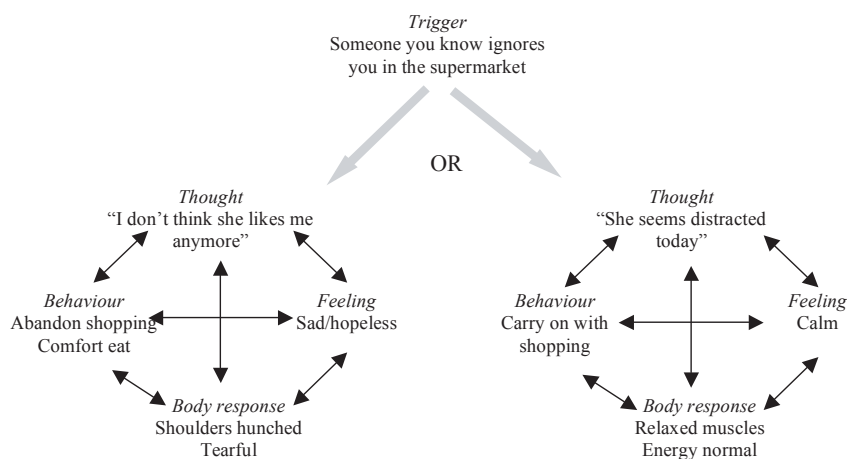 Trigger
Someone you know ignores
you in the supermarket
OR
Thought
“I don’t think she likes me
anymore”
Behaviour
Abandon shopping
Comfort eat
Feeling
Sad/hopeless
Body response
Shoulders hunched
Tearful
Thought
“She seems distracted
today”
Behaviour
Carry on with
shopping
Feeling
Calm
Body response
Relaxed muscles
Energy normal